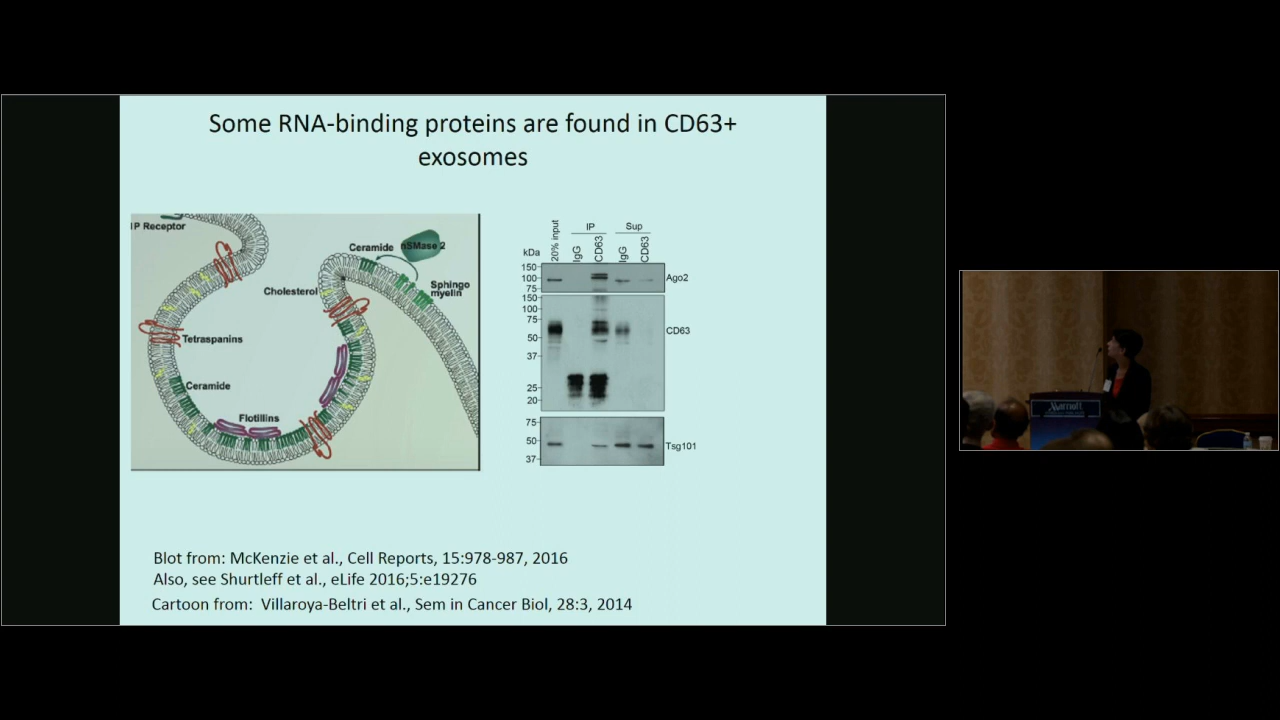 Some RNA-binding proteins are found in CD63+
exosomes
IP Receptor
Ceramide
nSMase 2
Sphingo
myelin
Cholesterol
Tetraspanins
Ceramide
Flotillins
IP
Sup
kDa
20% input
IgG
CD63
IgG
CD63
150
100
75
Ago2
150
100
75
50
37
25
20
CD63
75
50
37
Tsg101
Blot from: McKenzie et al., Cell Reports, 15:978-987, 2016
Also, see Shurtleff et al., eLife 2016;5:e19276
Cartoon from: Villaroya-Beltri et al., Sem in Cancer Biol, 28:3, 2014
Marriott